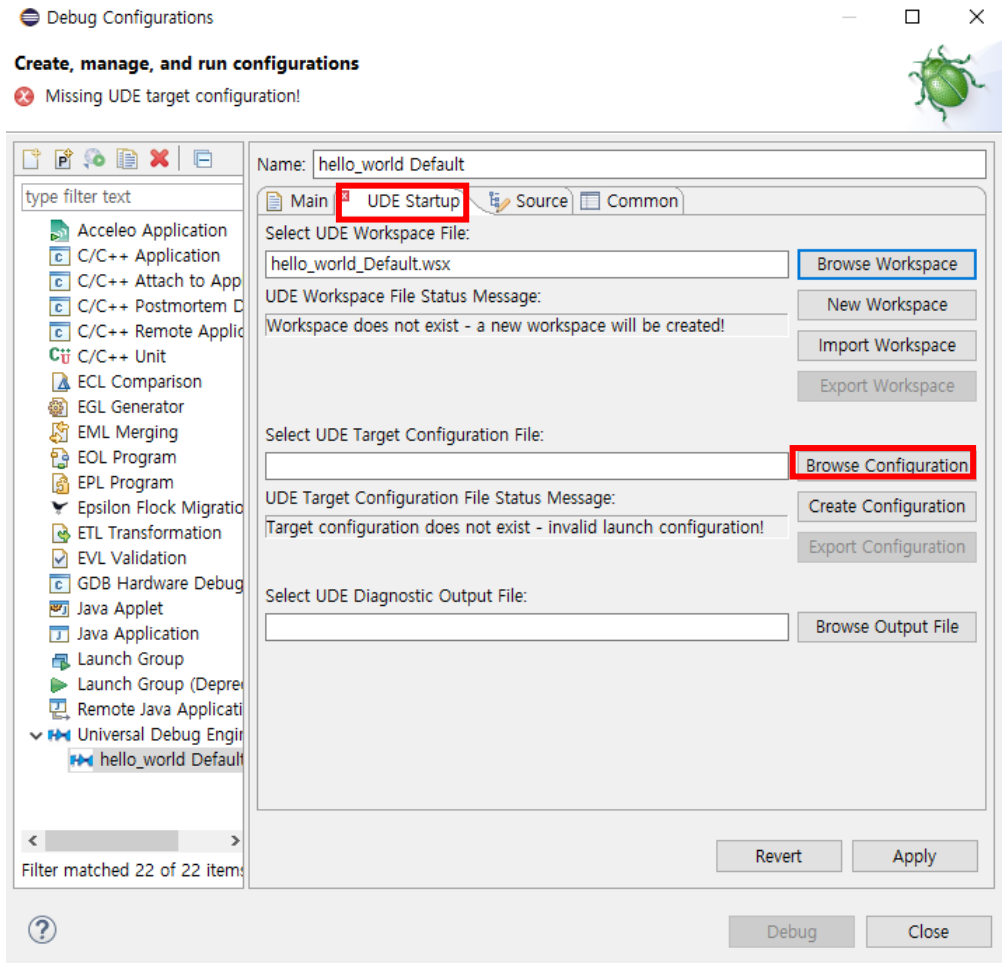 Debug Configurations
Create, manage, and run configurations
Missing UDE target configuration!
Name: hello_world Default
type filter text
Main UDE Startup Source Common
Acceleo Application
C/C++ Application
C/C++ Attach to App
C/C++ Postmortem D
C/C++ Remote Applic
C/C++ Unit
ECL Comparison
EGL Generator
EML Merging
EOL Program
EPL Program
Epsilon Flock Migratio
ETL Transformation
EVL Validation
GDB Hardware Debug
Java Applet
Java Application
Launch Group
Launch Group (Depre
Remote Java Applicati
Universal Debug Engin
hello_world Default
Filter matched 22 of 22 items
Select UDE Workspace File:
hello_world_Default.wsx Browse Workspace
UDE Workspace File Status Message:
New Workspace
Workspace does not exist - a new workspace will be created!
Import Workspace
Export Workspace
Select UDE Target Configuration File:
Browse Configuration
UDE Target Configuration File Status Message:
Create Configuration
Target configuration does not exist - invalid launch configuration!
Export Configuration
Select UDE Diagnostic Output File:
Browse Output File
Revert Apply
Debug Close